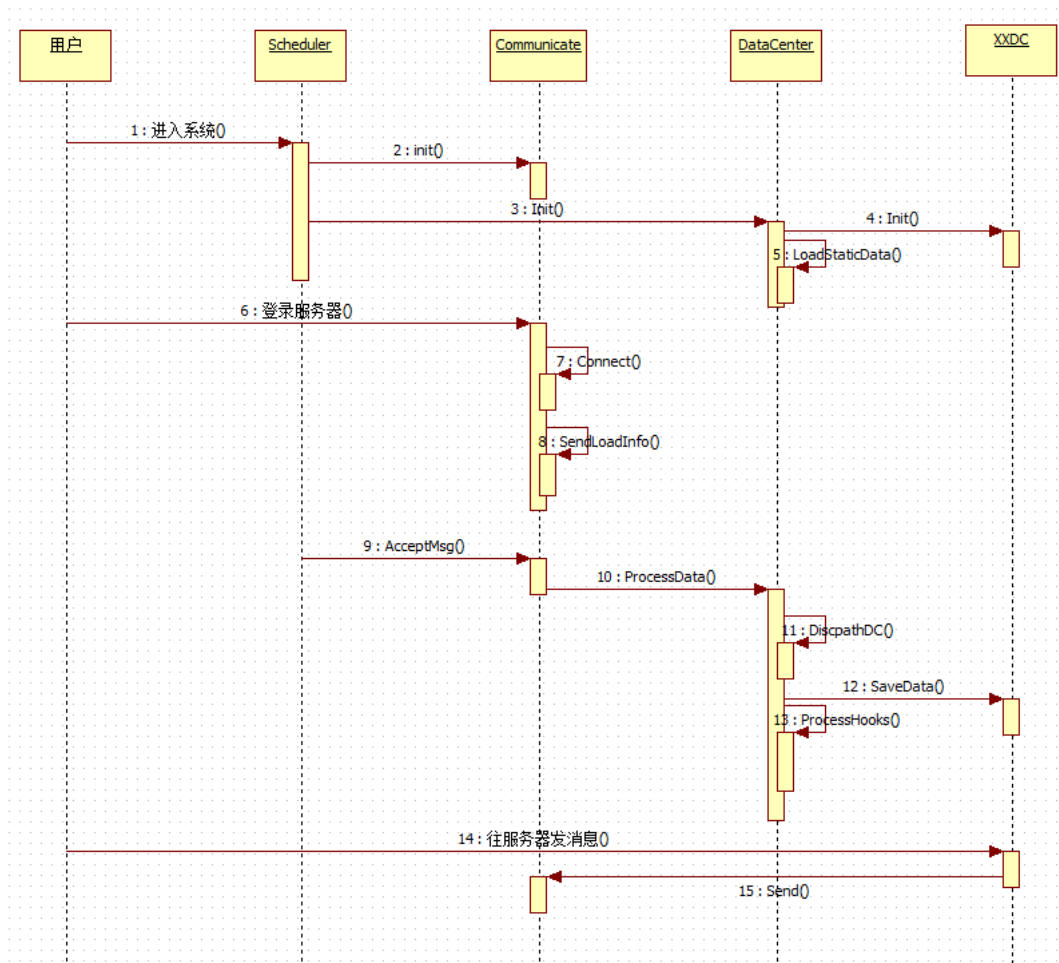 用户
Scheduler
Communicate
DataCenter
XXDC
1 : 进入系统()
2 : init()
3 : Init()
4 : Init()
5 : LoadStaticData()
6 : 登录服务器()
7 : Connect()
8 : SendLoadInfo()
9 : AcceptMsg()
10 : ProcessData()
11 : DiscpathDC()
12 : SaveData()
13 : ProcessHooks()
14 : 往服务器发消息()
15 : Send()